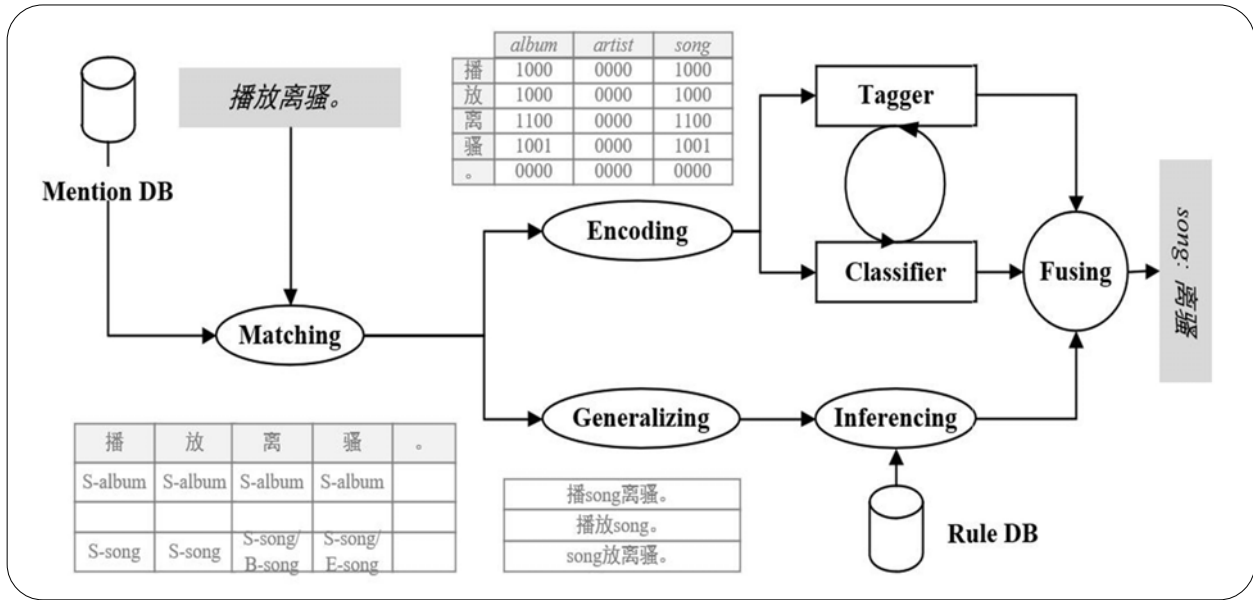 album artist song
播 1000 0000 1000
放 1000 0000 1000
离 1100 0000 1100
骚 1001 0000 1001
。 0000 0000 0000
播放离骚。
Mention DB
Matching
Encoding
Tagger
Classifier
Fusing
song: 离骚
Generalizing
Inferencing
Rule DB
播 放 离 骚 。
S-album S-album S-album S-album
S-song S-song S-song/ S-song/
B-song E-song
播song离骚。
播放song。
song放离骚。